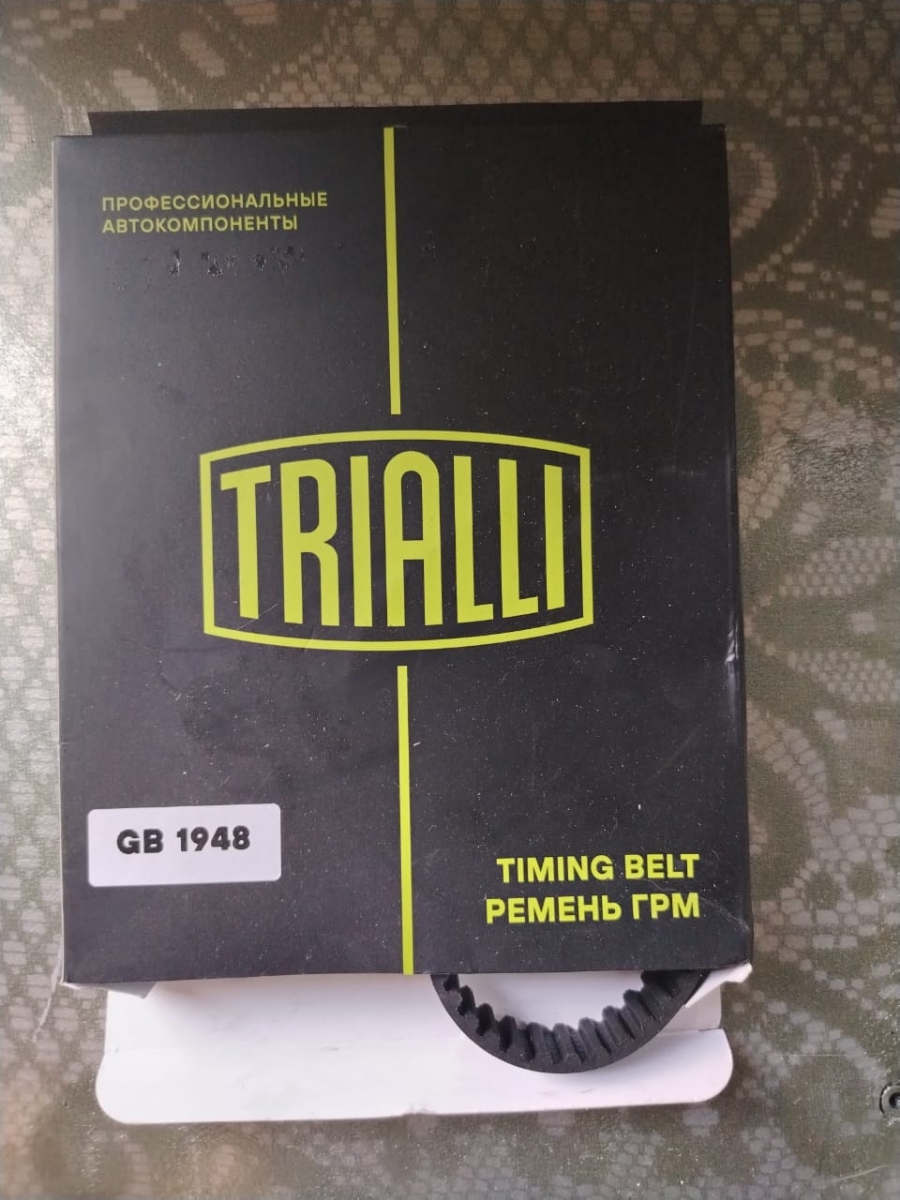 ПРОФЕССИОНАЛЬНЫЕ
АВТОКОМПОНЕНТЫ
TRIALLI
GB 1948
TIMING BELT
РЕМЕНЬ ГРМ